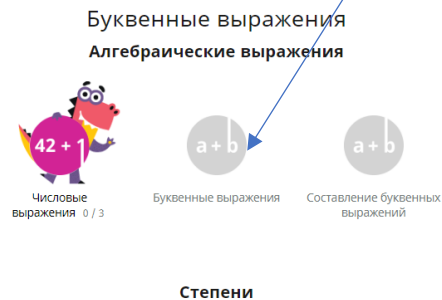 Буквенные выражения
Алгебраические выражения
42 + 1
a + b
a + b
Числовые
выражения 0 / 3
Буквенные выражения
Составление буквенных
выражений
Степени